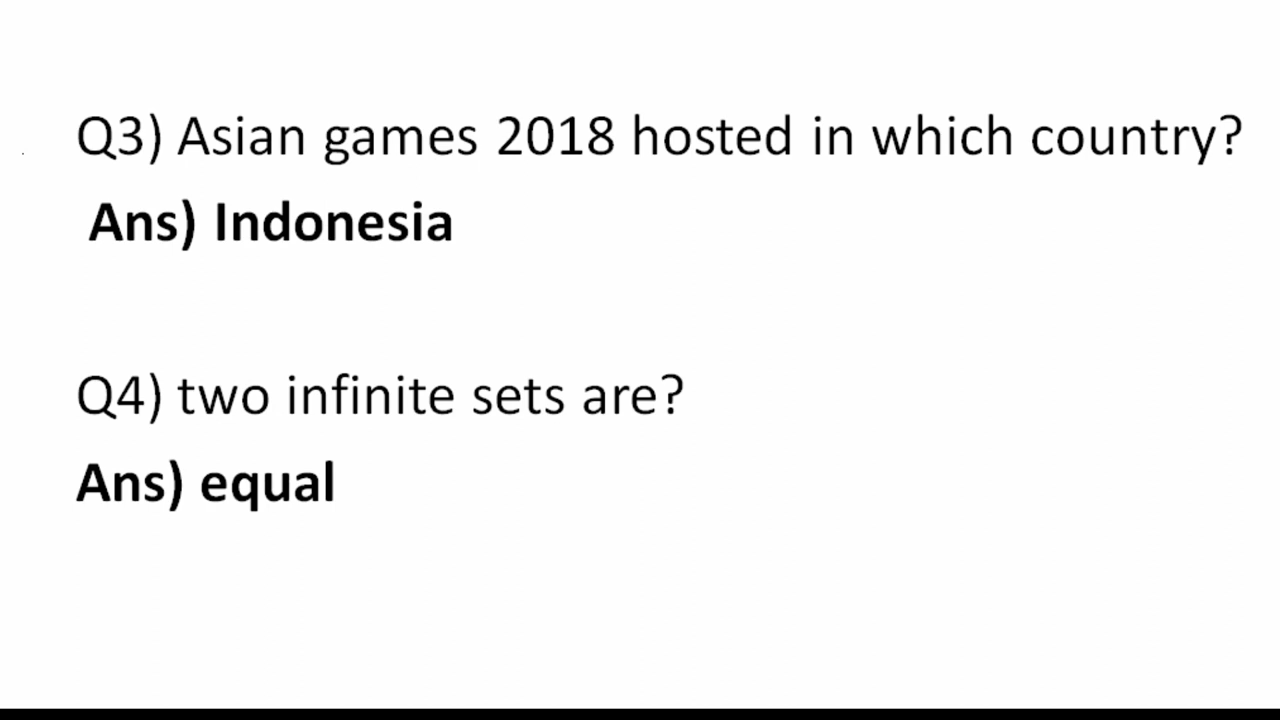 Q3) Asian games 2018 hosted in which country?
Ans) Indonesia
Q4) two infinite sets are?
Ans) equal